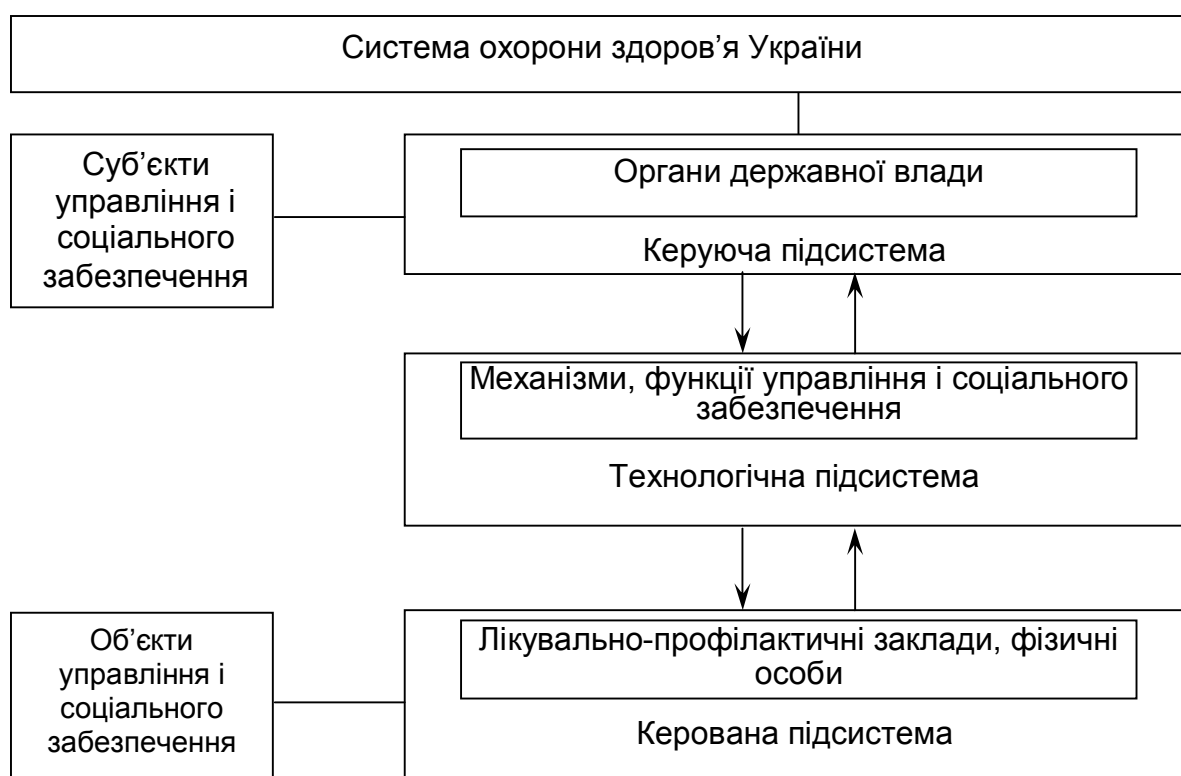 Система охорони здоров’я України
Суб’єкти
управління і
соціального
забезпечення
Органи державної влади
Керуюча підсистема
Механізми, функції управління і соціального
забезпечення
Технологічна підсистема
Об’єкти
управління і
соціального
забезпечення
Лікувально-профілактичні заклади, фізичні
особи
Керована підсистема